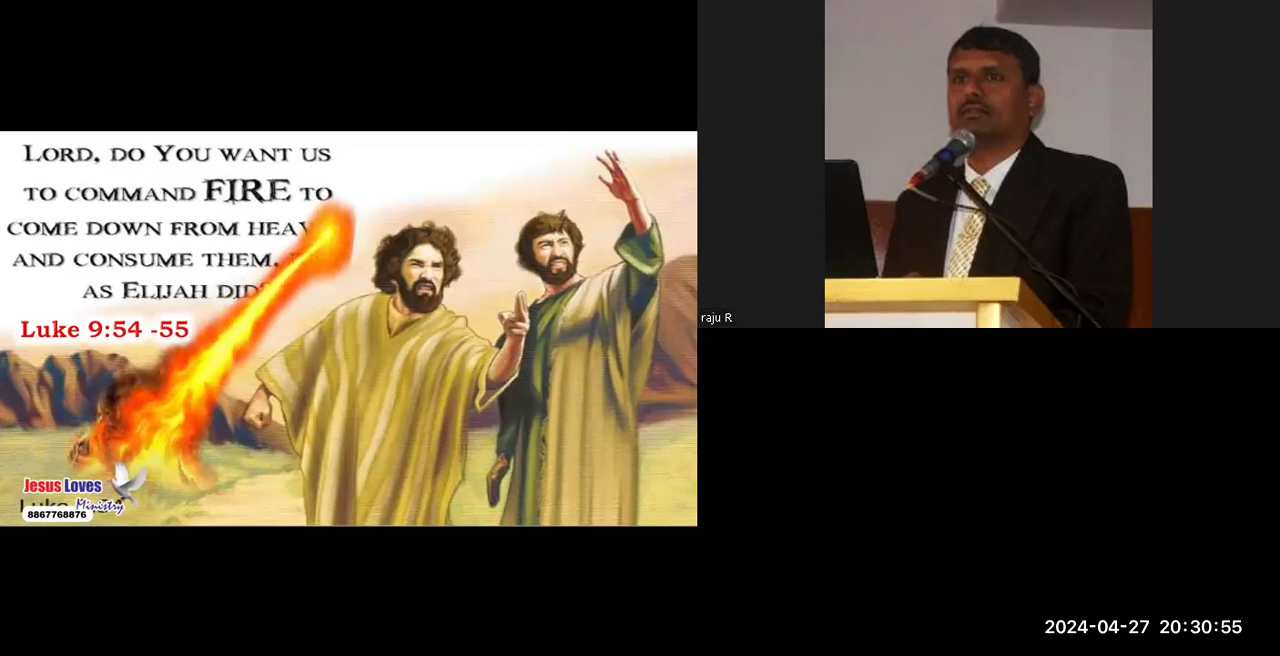 LORD, DO YOU WANT US
TO COMMAND FIRE TO
COME DOWN FROM
AND CONSUME THEM,
AS ELIJAH DID
Luke 9:54 -55
Jesus Loves
Ministry
8867768876
raju R
2024-04-27 20:30:55